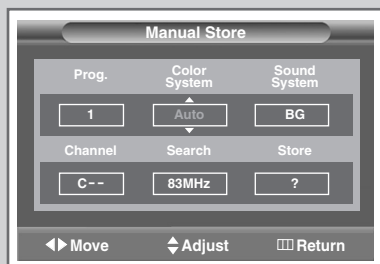 Manual Store
Prog. Color System Sound System
1 Auto BG
Channel Search Store
C-- 83MHz ?
Move Adjust Return